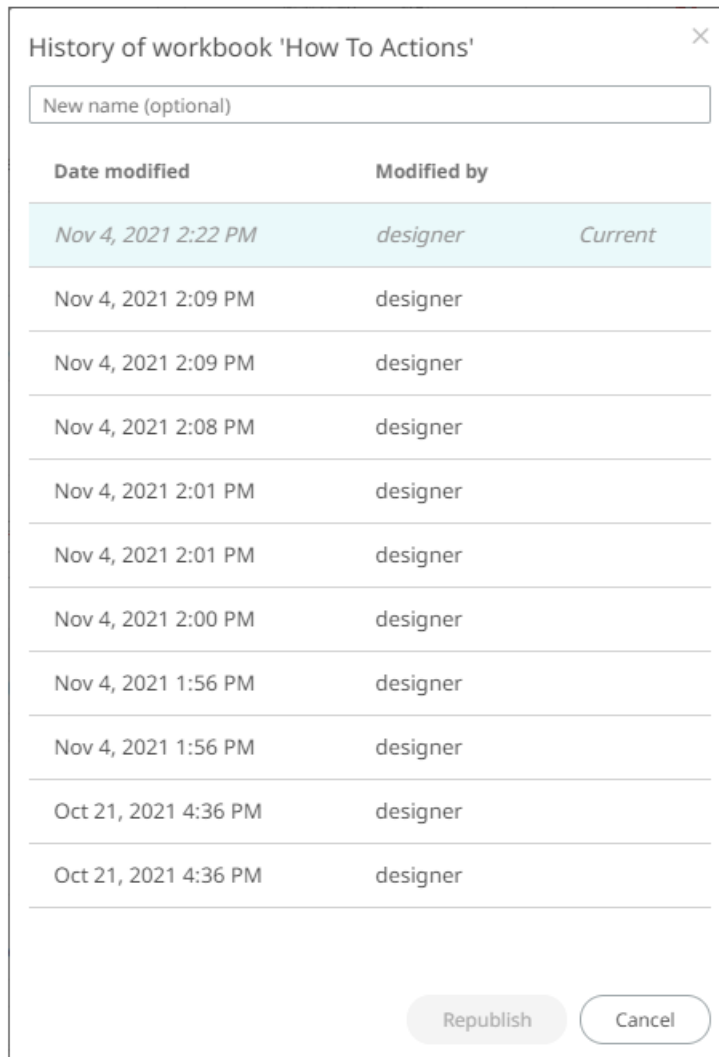 History of workbook 'How To Actions'
New name (optional)
Date modified Modified by
Nov 4, 2021 2:22 PM designer Current
Nov 4, 2021 2:09 PM designer
Nov 4, 2021 2:09 PM designer
Nov 4, 2021 2:08 PM designer
Nov 4, 2021 2:01 PM designer
Nov 4, 2021 2:01 PM designer
Nov 4, 2021 2:00 PM designer
Nov 4, 2021 1:56 PM designer
Nov 4, 2021 1:56 PM designer
Oct 21, 2021 4:36 PM designer
Oct 21, 2021 4:36 PM designer
Republish Cancel